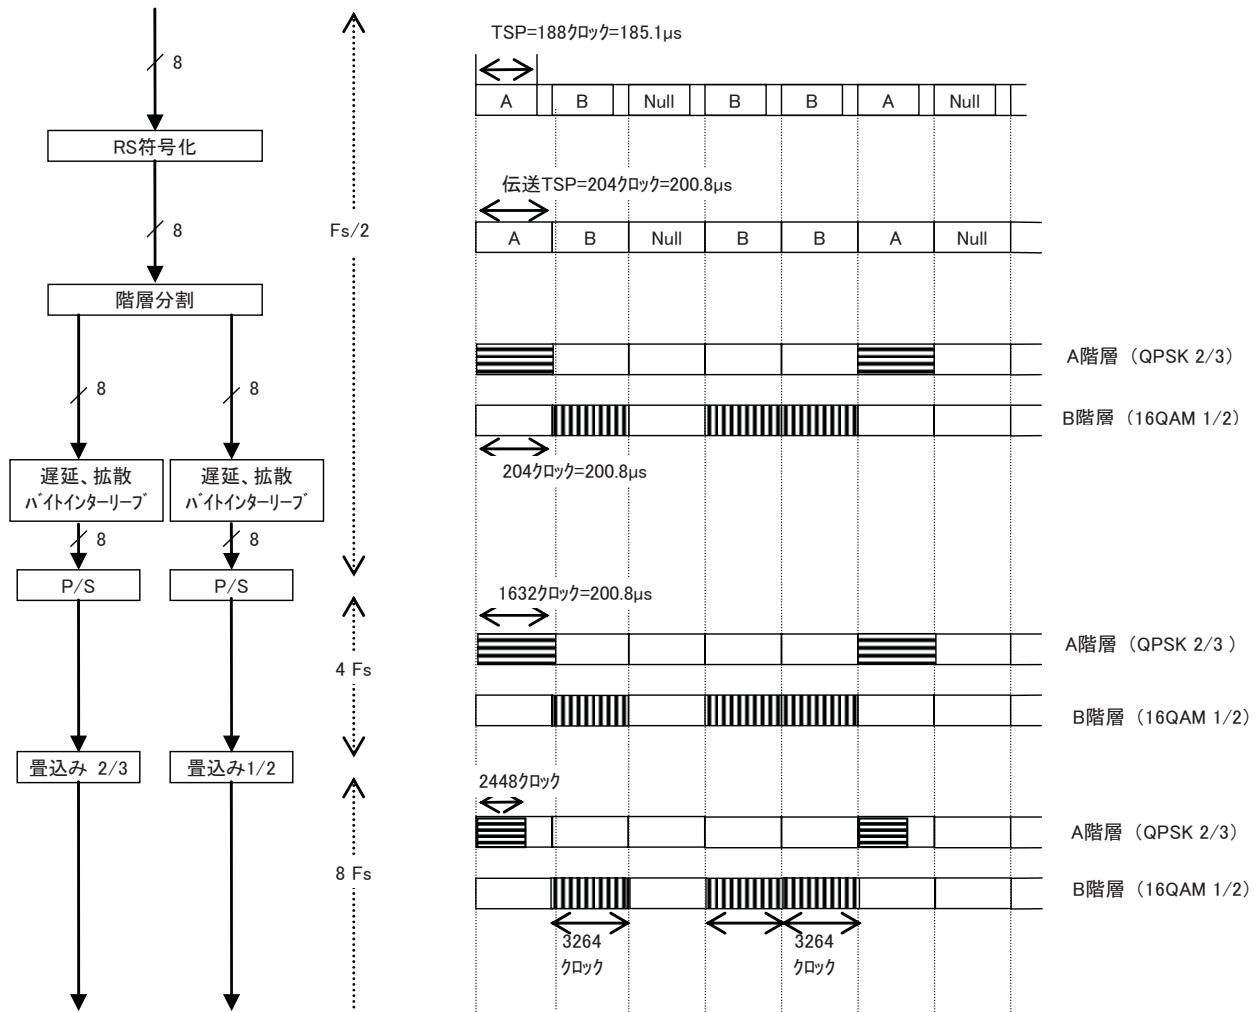 TSP=188ｸﾛｯｸ=185.1μs
8
A B Null B B A Null
RS符号化
伝送TSP=204ｸﾛｯｸ=200.8μs
8
Fs/2
A B Null B B A Null
階層分割
A階層（QPSK 2/3）
8 8
B階層（16QAM 1/2）
204ｸﾛｯｸ=200.8μs
遅延、拡散
ﾊﾞｲﾄインターリーブ
遅延、拡散
ﾊﾞｲﾄインターリーブ
8 8
P/S P/S
1632ｸﾛｯｸ=200.8μs
A階層（QPSK 2/3 ）
4 Fs
B階層（16QAM 1/2）
畳込み 2/3 畳込み1/2
2448ｸﾛｯｸ
A階層（QPSK 2/3）
8 Fs
B階層（16QAM 1/2）
3264
ｸﾛｯｸ
3264
ｸﾛｯｸ